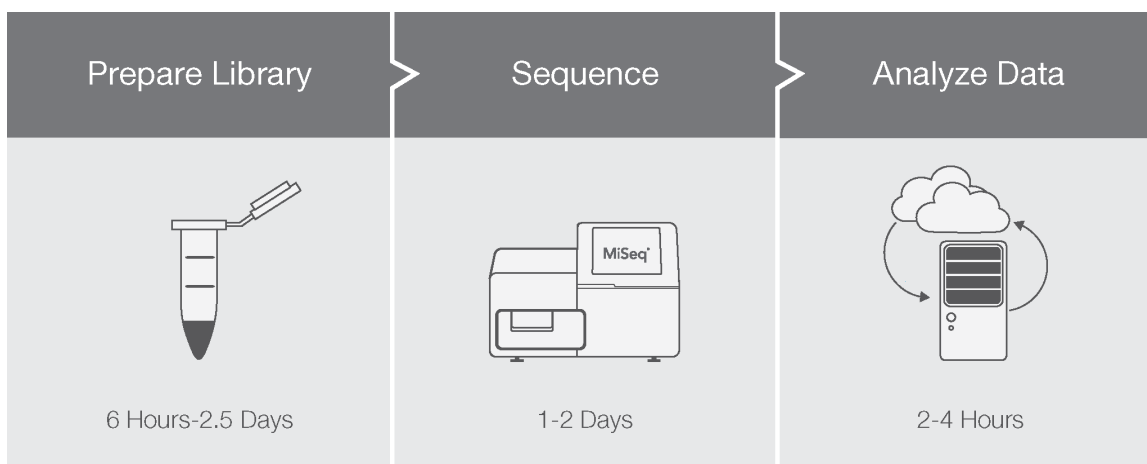 Prepare Library
Sequence
Analyze Data
MiSeq®
6 Hours-2.5 Days
1-2 Days
2-4 Hours